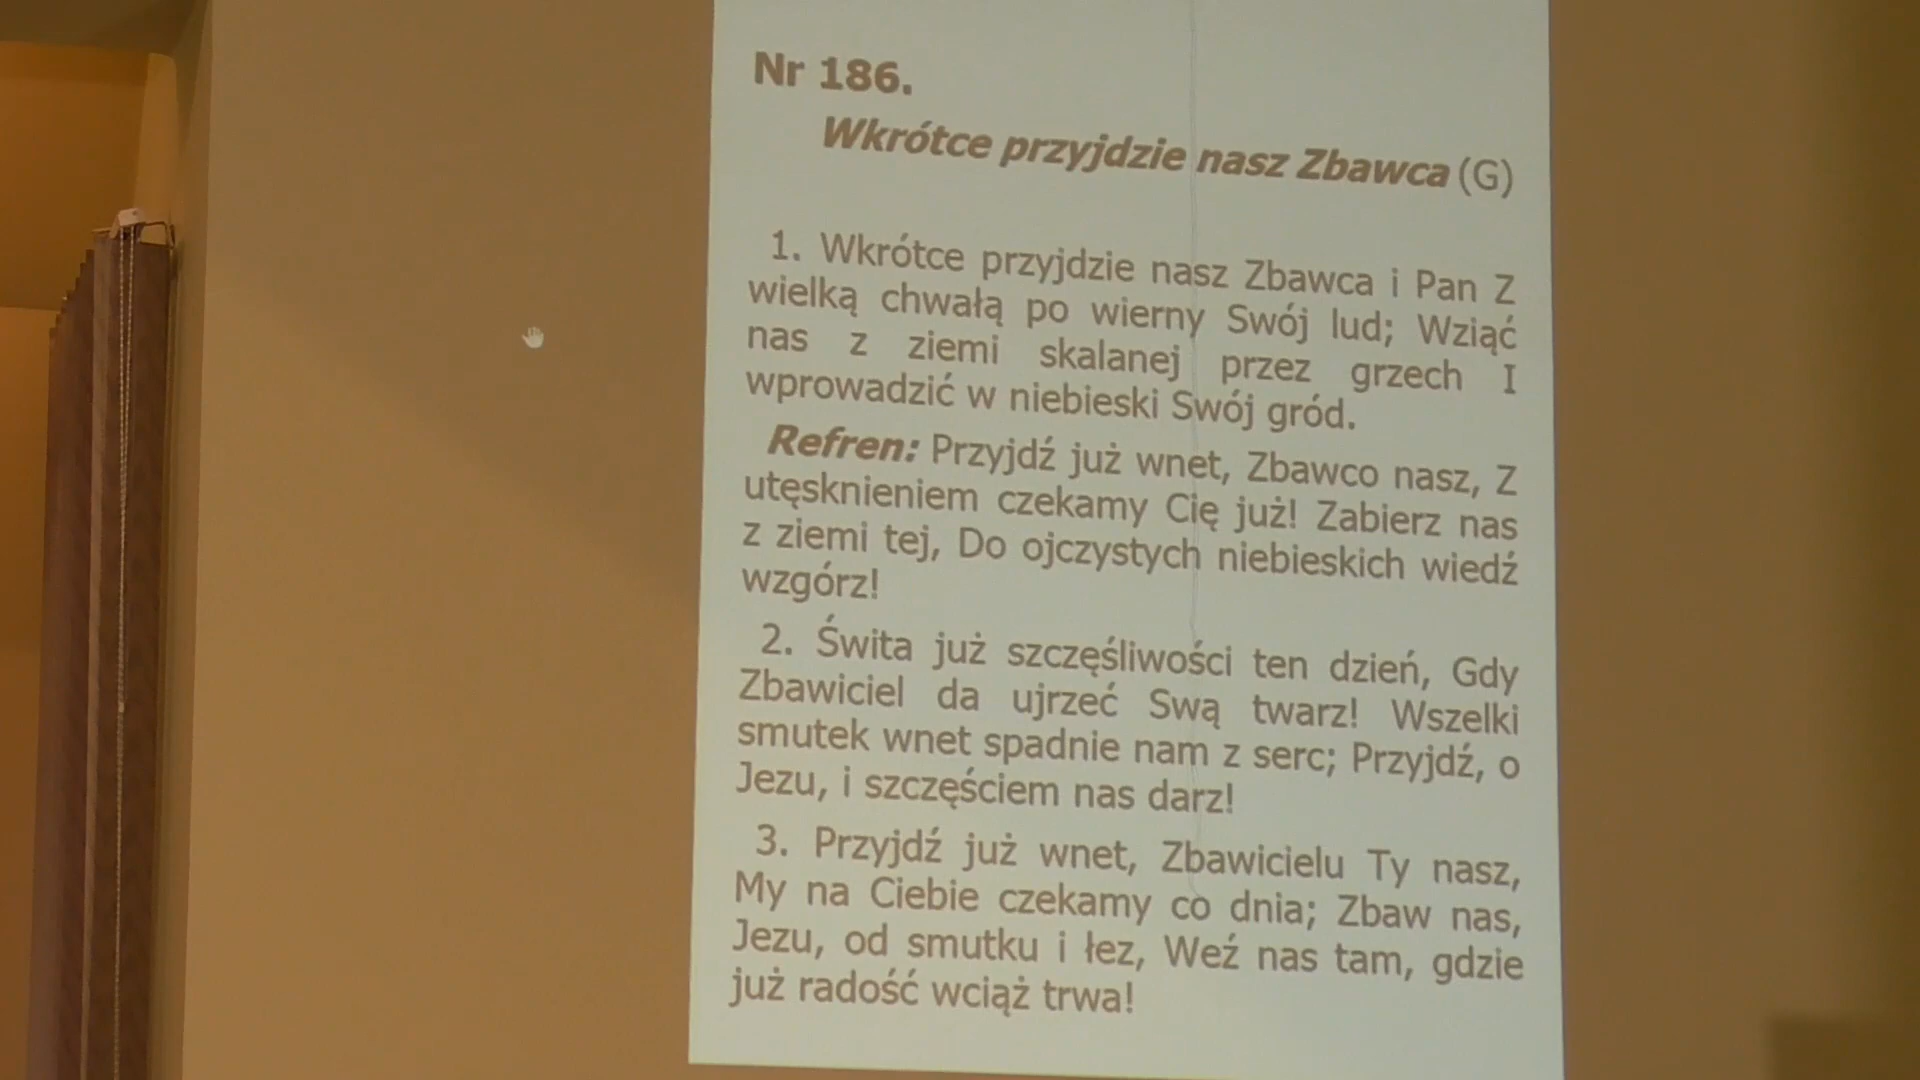 Nr 186.
Wkrótce przyjdzie nasz Zbawca (G)
1. Wkrótce przyjdzie nasz Zbawca i Pan Z
wielką chwałą po wierny Swój lud; Wziąć
nas z ziemi skalanej przez grzech I
wprowadzić w niebieski Swój gród.
Refren: Przyjdź już wnet, Zbawco nasz, Z
utęsknieniem czekamy Cię już! Zabierz nas
z ziemi tej, Do ojczystych niebieskich wiedź
wzgórz!
2. Świta już szczęśliwości ten dzień, Gdy
Zbawiciel da ujrzeć Swą twarz! Wszelki
smutek wnet spadnie nam z serc; Przyjdź, o
Jezu, i szczęściem nas darz!
3. Przyjdź już wnet, Zbawicielu Ty nasz,
My na Ciebie czekamy co dnia; Zbaw nas,
Jezu, od smutku i łez, Weź nas tam, gdzie
już radość wciąż trwa!